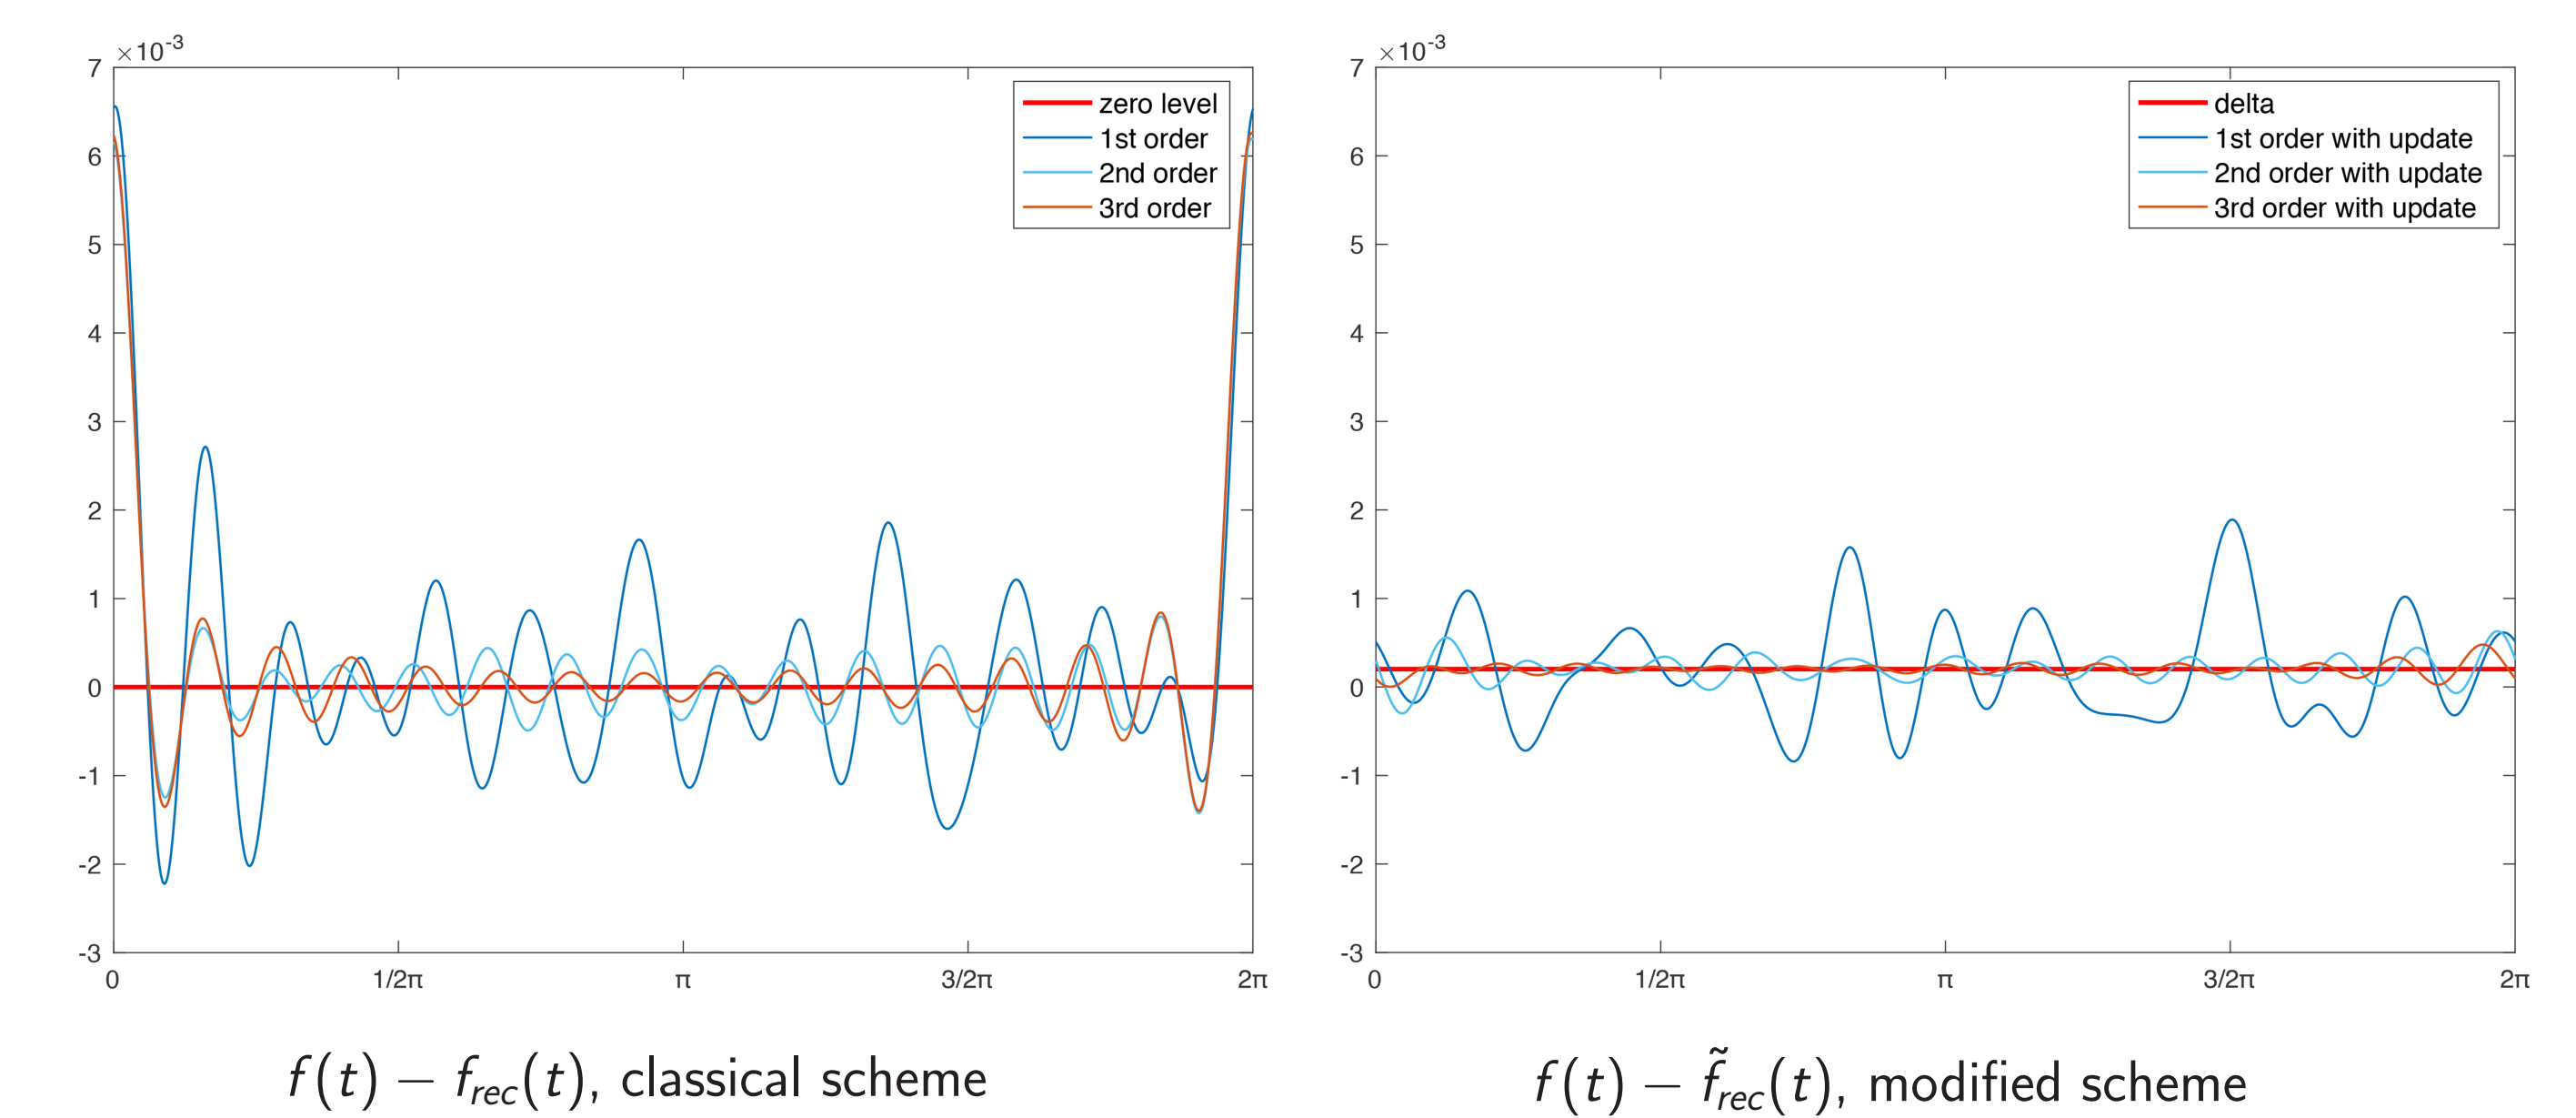 ×10-3
7
6
5
4
3
2
1
0
-1
-2
-3
0 1/2π π 3/2π 2π
zero level
1st order
2nd order
3rd order
f(t) − frec(t), classical scheme
×10-3
7
6
5
4
3
2
1
0
-1
-2
-3
0 1/2π π 3/2π 2π
delta
1st order with update
2nd order with update
3rd order with update
f(t) − f̃rec(t), modified scheme